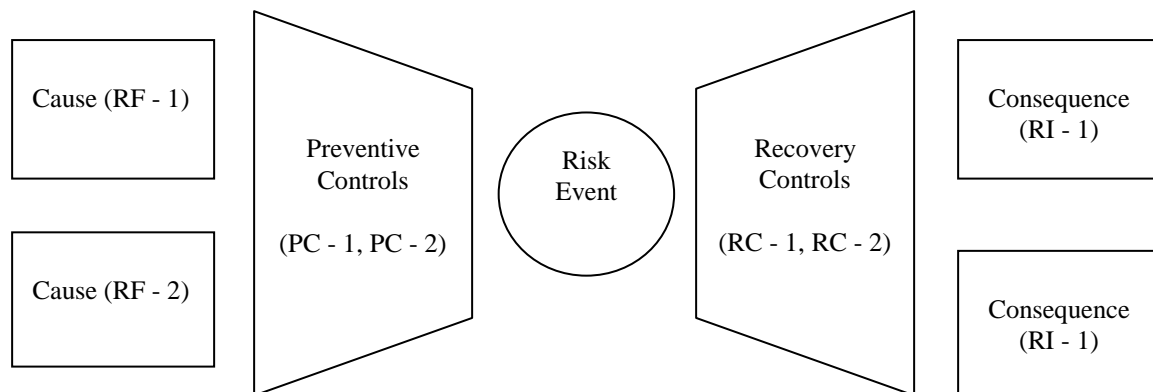 Cause (RF - 1)
Cause (RF - 2)
Preventive
Controls
(PC - 1, PC - 2)
Risk
Event
Recovery
Controls
(RC - 1, RC - 2)
Consequence
(RI - 1)
Consequence
(RI - 1)